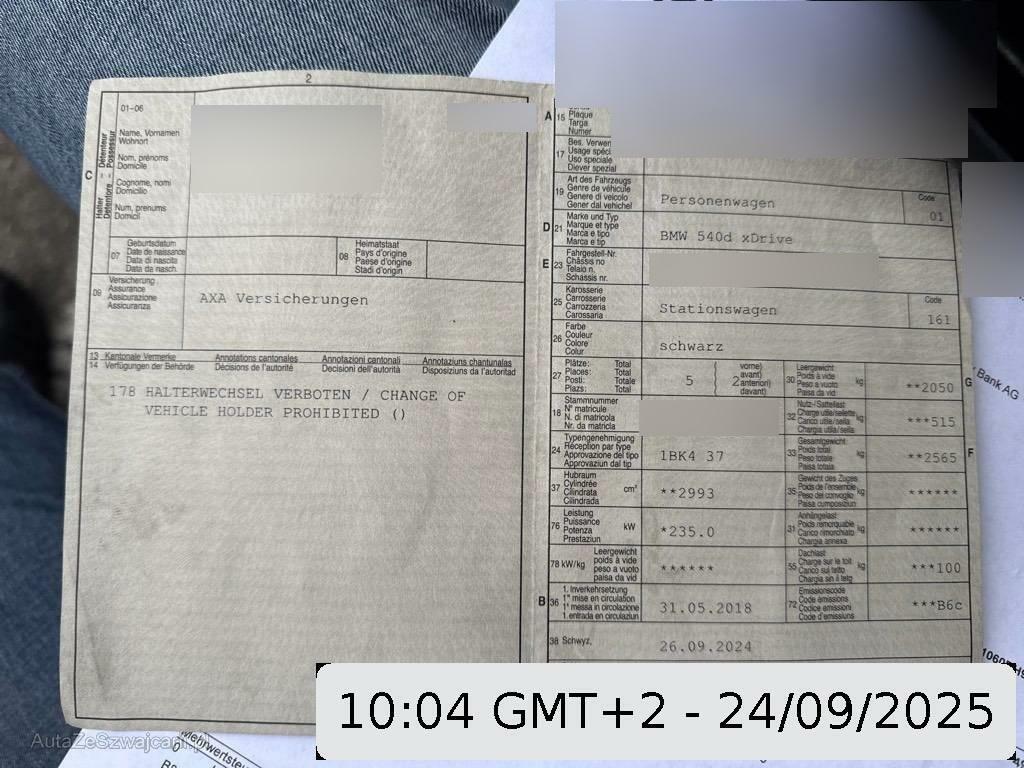 2
01-06
C
Halter Détenteur
Detentore Possessur
Name, Vornamen
Wohnort
Nom, prénoms
Domicile
Cognome, nomi
Domicilio
Num, prenums
Domicil
07
Geburtsdatum
Date de naissance
Data di nascita
Data da nasch.
08
Heimatstaat
Pays d'origine
Paese d'origine
Stadi d'origin
09
Versicherung
Assurance
Assicurazione
Assicuranza
AXA Versicherungen
13 Kantonale Vermerke Annotations cantonales Annotazioni cantonali Annotaziuns chantunalas
14 Verfügungen der Behörde Décisions de l'autorité Decisioni dell'autorità Disposiziuns da l'autoritad
178 HALTERWECHSEL VERBOTEN / CHANGE OF
VEHICLE HOLDER PROHIBITED ()
A 15
Plaque
Targa
Numer
17
Bes. Verwen
Usage spéci
Uso speciale
Diever spezial
19
Art des Fahrzeugs
Genre de véhicule
Genere di veicolo
Gener dal vehichel
Personenwagen
Code
01
D 21
Marke und Typ
Marque et type
Marca e tipo
Marca e tip
BMW 540d xDrive
E 23
Fahrgestell-Nr.
Châssis no
Telaio n.
Schassis nr.
25
Karosserie
Carrosserie
Carrozzeria
Carossaria
Stationswagen
Code
161
26
Farbe
Couleur
Colore
Colur
schwarz
27
Plätze: Total
Places: Total
Posti: Totale
Plazs: Total
5
vorne)
avant)
2 anteriori)
davant)
30
Leergewicht
Poids à vide
Peso a vuoto
Paisa da vid
kg
**2050
G
18
Stammnummer
N° matricule
N. di matricola
Nr. da matricla
32
Nutz-/Sattellast
Charge utile/sellette
Carico utile/sella
Chargia utila/sella
kg
***515
24
Typengenehmigung
Réception par type
Approvazione del tipo
Approvaziun dal tip
1BK4 37
33
Gesamtgewicht
Poids total
Peso totale
Paisa totala
kg
**2565
F
37
Hubraum
Cylindrée
Cilindrata
Cilindrada
cm³
**2993
35
Gewicht des Zuges
Poids de l'ensemble
Peso del convoglio
Paisa cumposiziun
kg
******
76
Leistung
Puissance
Potenza
Prestaziun
kW
*235.0
31
Anhängelast
Poids remorquable
Carico rimorchiato
Chargia annexa
kg
******
78 kW/kg
Leergewicht
poids à vide
peso a vuoto
paisa da vid
******
55
Dachlast
Charge sur le toit
Carico sul tetto
Chargia sin il tetg
kg
***100
B 36
1. Inverkehrsetzung
1re mise en circulation
1a messa in circolazione
1. entrada en circulaziun
31.05.2018
72
Emissionscode
Code émissions
Codice emissioni
Code d'emissiuns
***B6c
38 Schwyz,
26.09.2024
Bank AG
10:04 GMT+2 - 24/09/2025